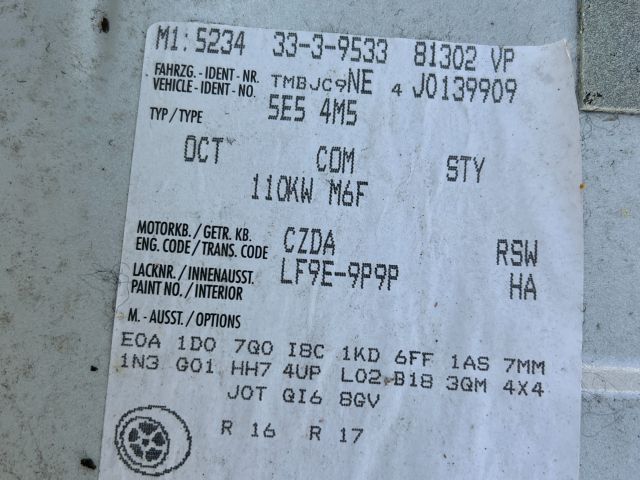 M1: 5234 33-3-9533 81302 VP
FAHRZG.-IDENT-NR. VEHICLE-IDENT-NO. TMBJC9NE 4 J0139909
TYP/TYPE 5E5 4M5
OCT COM STY
110KW M6F
MOTORKB./GETR. KB.
ENG. CODE/TRANS. CODE CZDA RSW
LACKNR./INNENAUSST.
PAINT NO./INTERIOR LF9E-9P9P HA
M.-AUSST./OPTIONS
E0A 1D0 7Q0 I8C 1KD 6FF 1AS 7MM
1N3 G01 HH7 4UP L02 B18 3QM 4X4
J0T QI6 8GV
R 16 R 17